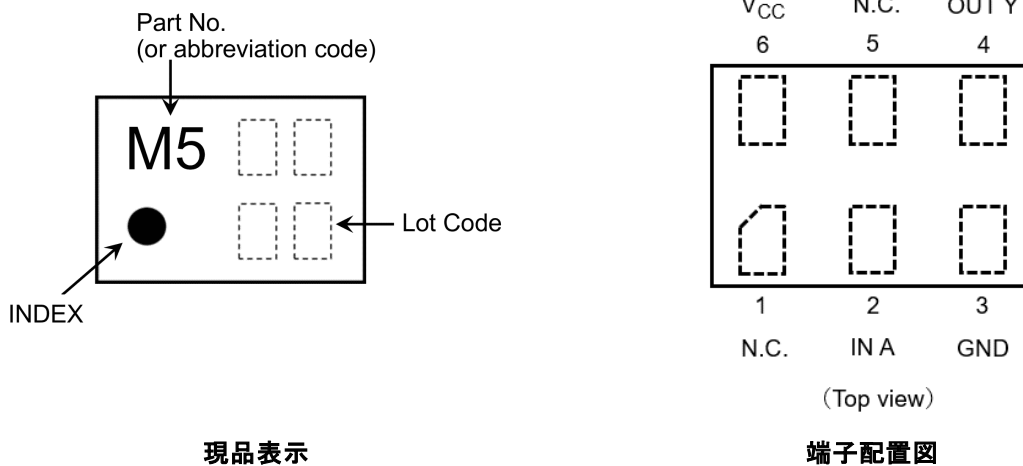 Part No.
(or abbreviation code)
M5
Lot Code
INDEX
現品表示
VCC N.C. OUT Y
6 5 4
1 2 3
N.C. IN A GND
(Top view)
端子配置図